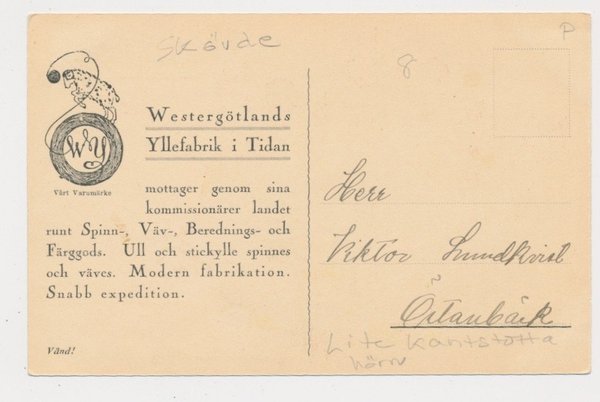 Skövde
P
8
WY
Vårt Varumärke
Westergötlands
Yllefabrik i Tidan
mottager genom sina
kommissionärer landet
runt Spinn-, Väv-, Berednings- och
Färggods. Ull och stickylle spinnes
och väves. Modern fabrikation.
Snabb expedition.
Vänd!
Herr
Viktor Lundkvist
Lite Kantstötta
hörn